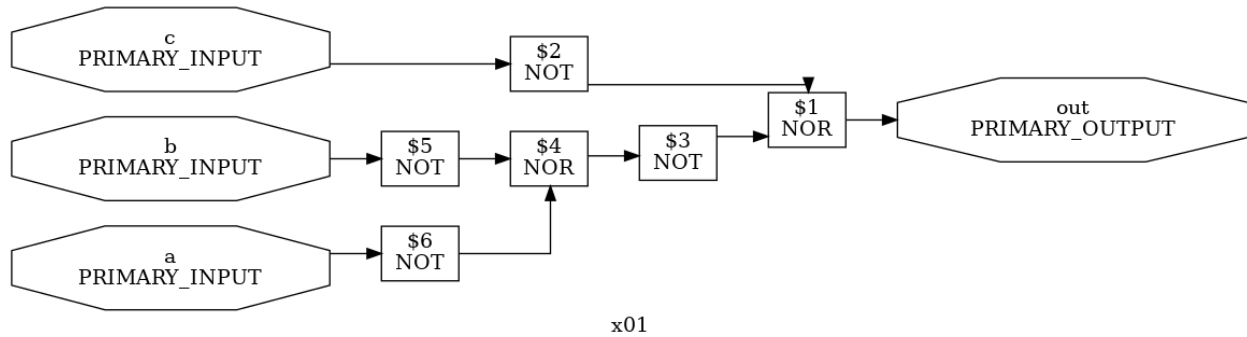 c
PRIMARY_INPUT
$2
NOT
$1
NOR
out
PRIMARY_OUTPUT
b
PRIMARY_INPUT
$5
NOT
$4
NOR
$3
NOT
a
PRIMARY_INPUT
$6
NOT
x01